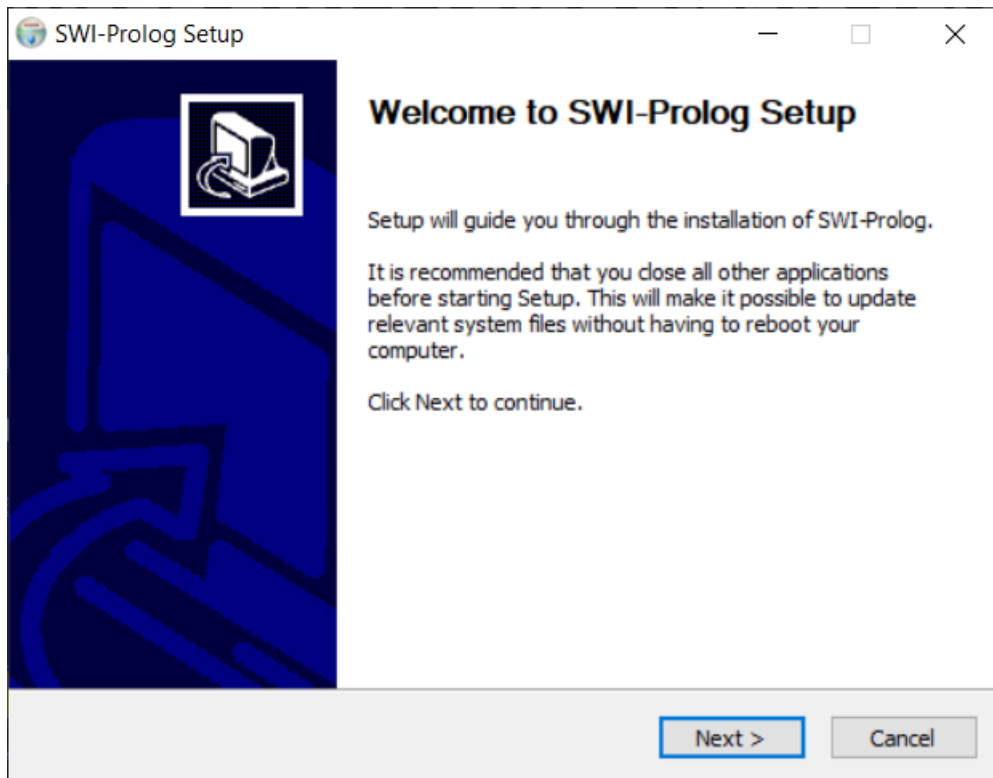 SWI-Prolog Setup
Welcome to SWI-Prolog Setup
Setup will guide you through the installation of SWI-Prolog.
It is recommended that you close all other applications
before starting Setup. This will make it possible to update
relevant system files without having to reboot your
computer.
Click Next to continue.
Next >
Cancel